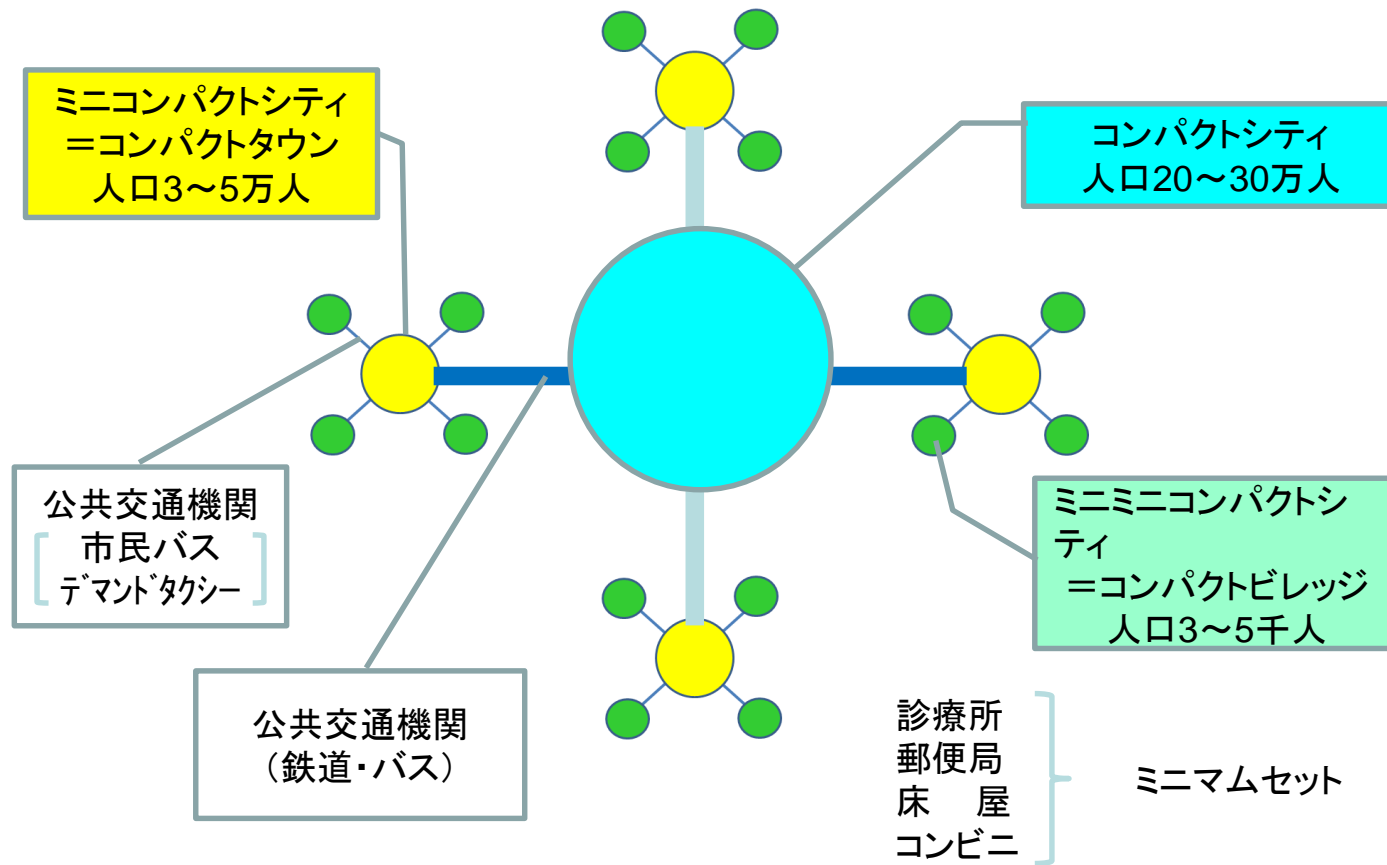 ミニコンパクトシティ
＝コンパクトタウン
人口3～5万人
コンパクトシティ
人口20～30万人
公共交通機関
市民バス
ﾃﾞﾏﾝﾄﾞﾀｸｼｰ
公共交通機関
（鉄道・バス）
ミニミニコンパクトシ
ティ
＝コンパクトビレッジ
人口3～5千人
診療所
郵便局
床　屋
コンビニ
ミニマムセット